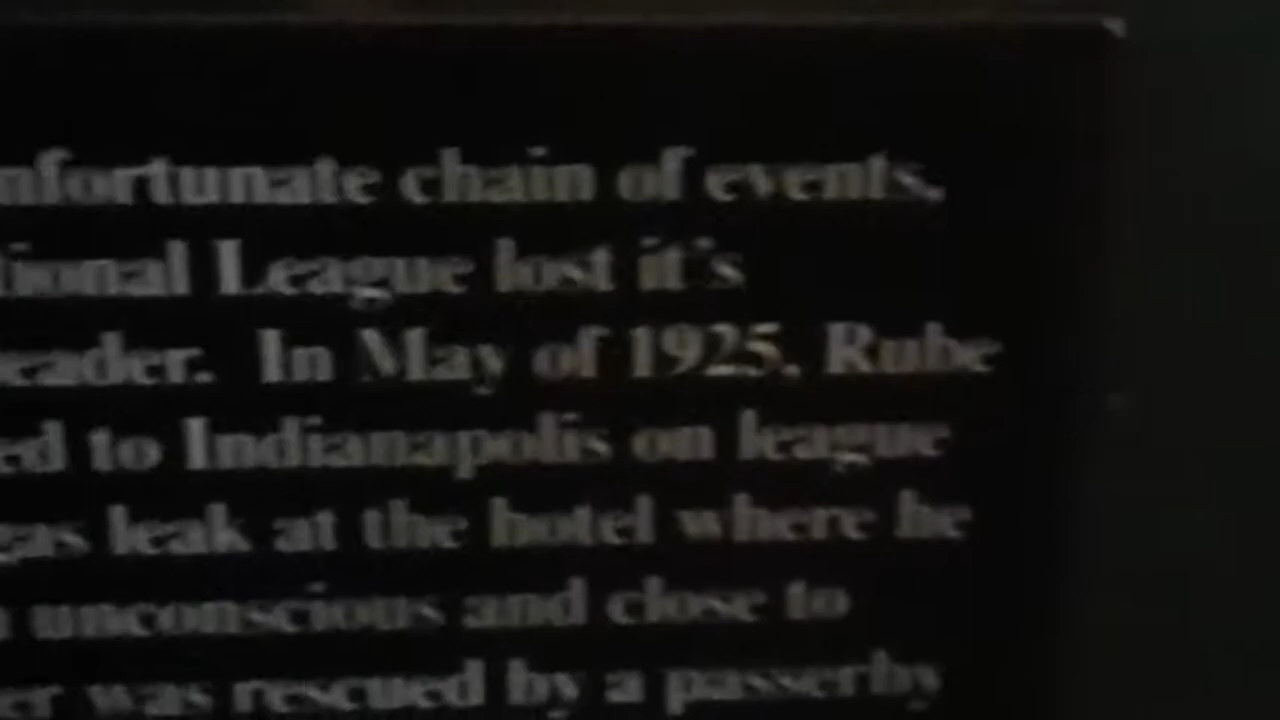 nfortunate chain of events,
tional League lost it's
eader. In May of 1925, Rube
ed to Indianapolis on league
gas leak at the hotel where he
unconscious and close to
er was rescued by a passerby